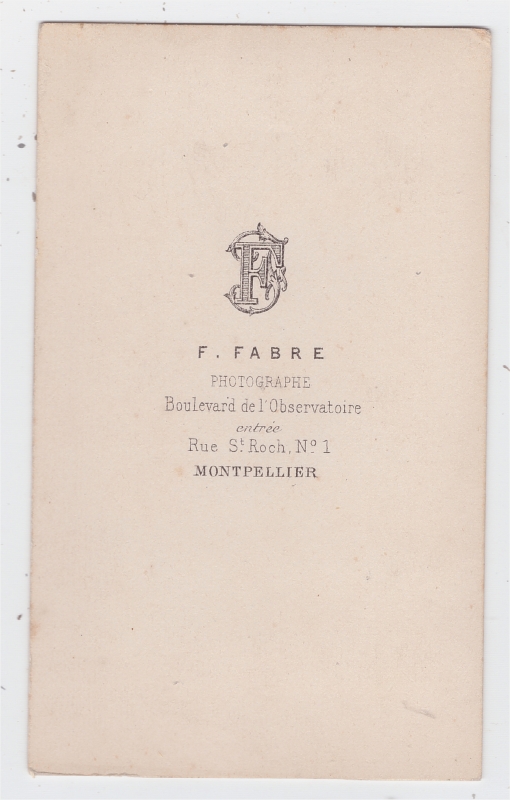 F
F. FABRE
PHOTOGRAPHE
Boulevard de l'Observatoire
entrée
Rue St. Roch, No. 1
MONTPELLIER